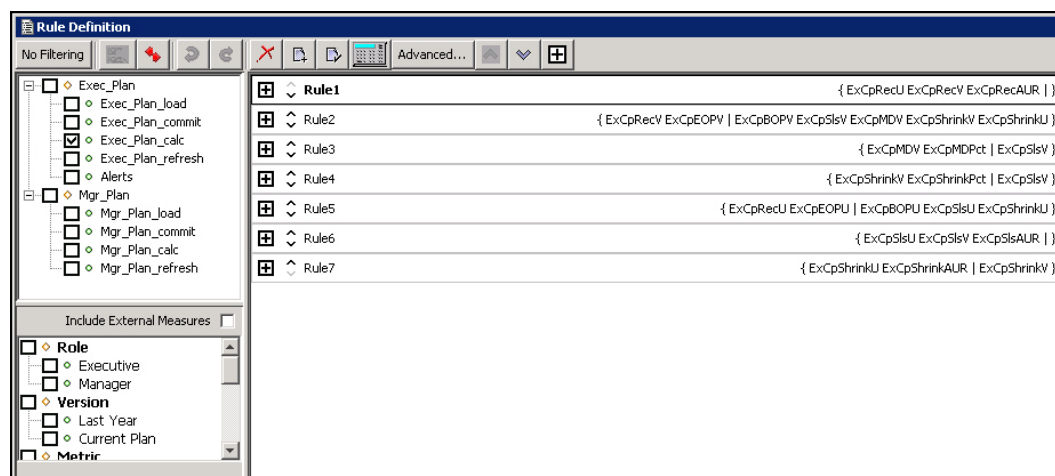 Rule Definition
No Filtering Advanced...
Exec_Plan
Exec_Plan_load
Exec_Plan_commit
Exec_Plan_calc
Exec_Plan_refresh
Alerts
Mgr_Plan
Mgr_Plan_load
Mgr_Plan_commit
Mgr_Plan_calc
Mgr_Plan_refresh
Include External Measures
Role
Executive
Manager
Version
Last Year
Current Plan
Metric
Rule1 { ExCpRecU ExCpRecV ExCpRecAUR | }
Rule2 { ExCpRecV ExCpEOPV | ExCpBOPV ExCpSlsV ExCpMDV ExCpShrinkV ExCpShrinkU }
Rule3 { ExCpMDV ExCpMDPct | ExCpSlsV }
Rule4 { ExCpShrinkV ExCpShrinkPct | ExCpSlsV }
Rule5 { ExCpRecU ExCpEOPU | ExCpBOPU ExCpSlsU ExCpShrinkU }
Rule6 { ExCpSlsU ExCpSlsV ExCpSlsAUR | }
Rule7 { ExCpShrinkU ExCpShrinkAUR | ExCpShrinkV }